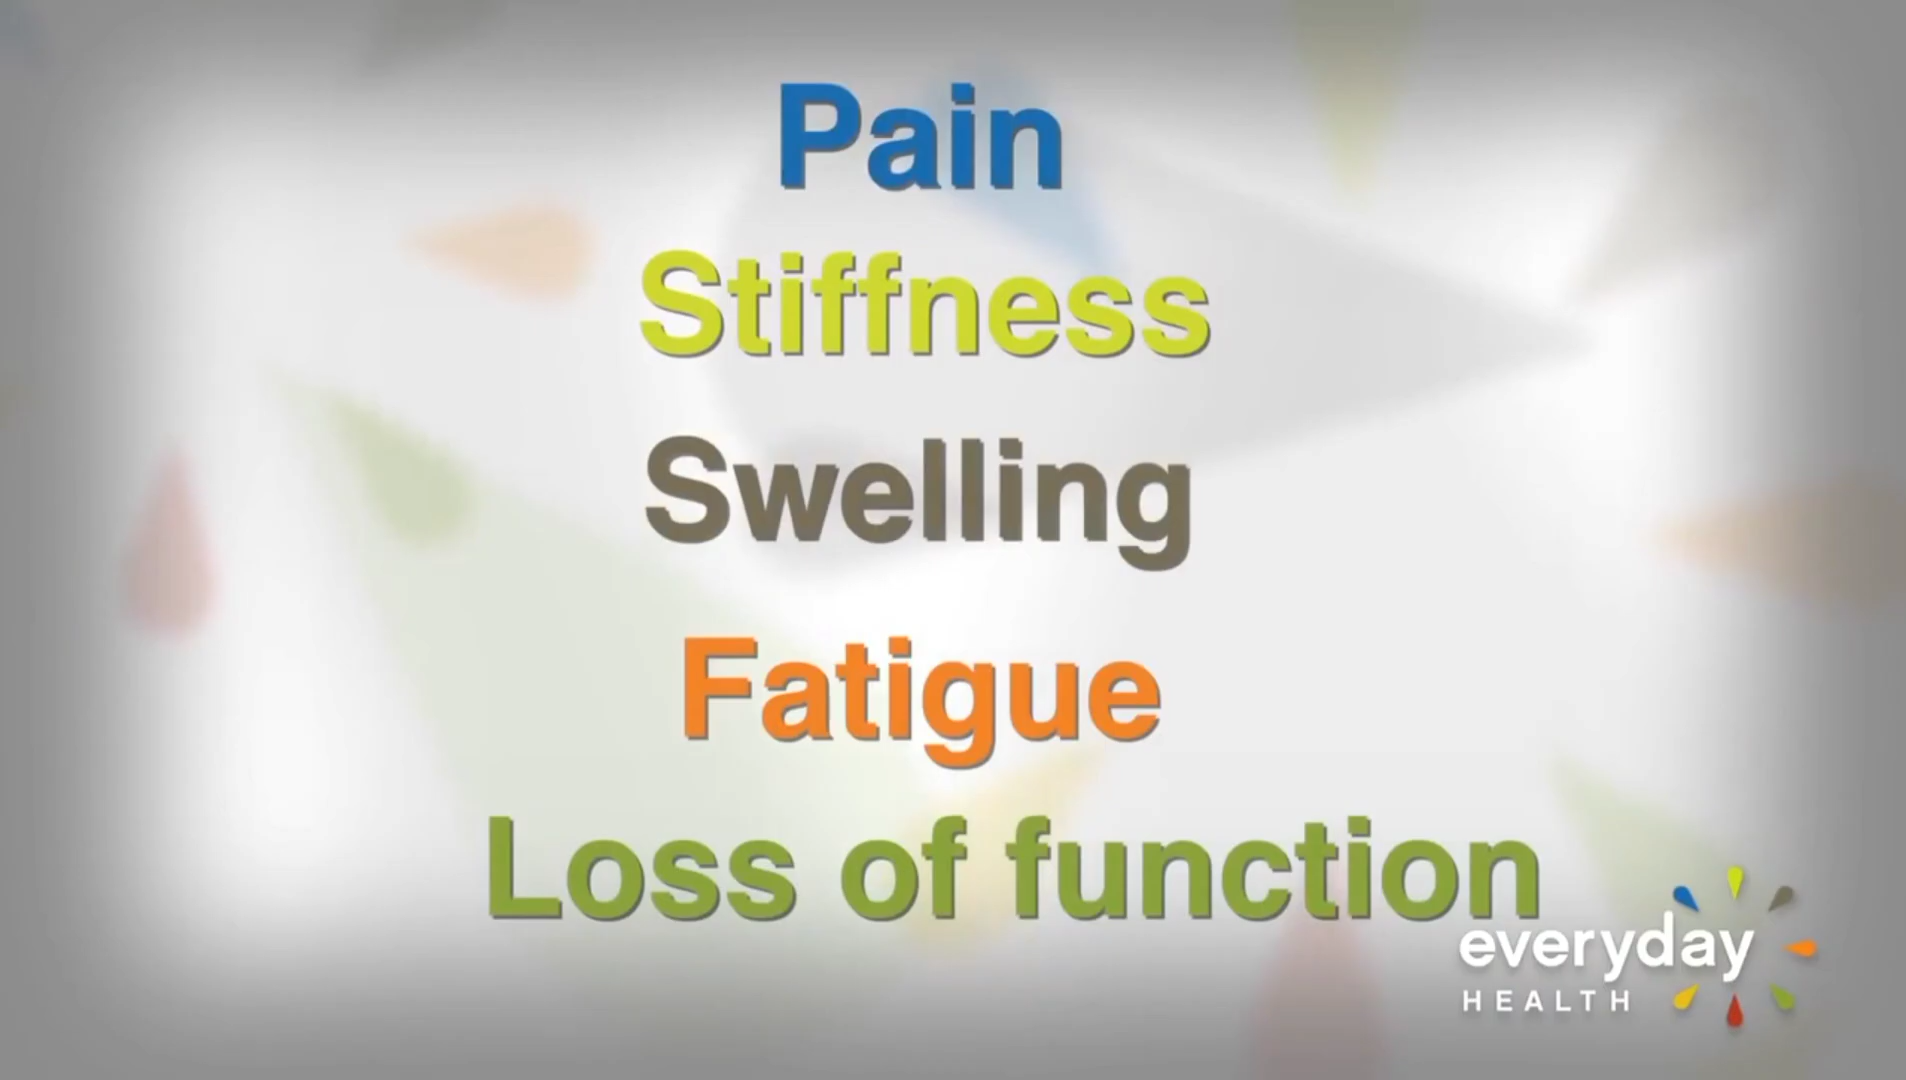 Pain
Stiffness
Swelling
Fatigue
Loss of function
everyday
HEALTH